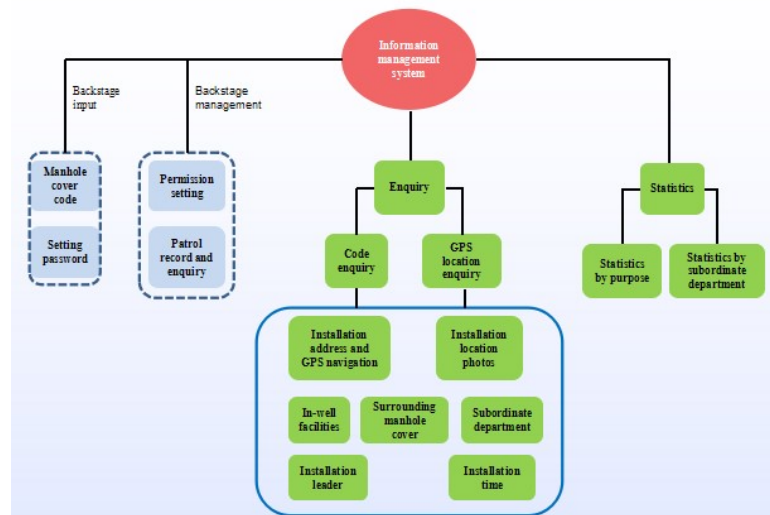 Information
management
system
Backstage
input
Backstage
management
Manhole
cover
code
Setting
password
Permission
setting
Patrol
record and
enquiry
Enquiry
Code
enquiry
GPS
location
enquiry
Statistics
Statistics
by purpose
Statistics by
subordinate
department
Installation
address and
GPS navigation
Installation
location
photos
In-well
facilities
Surrounding
manhole
cover
Subordinate
department
Installation
leader
Installation
time